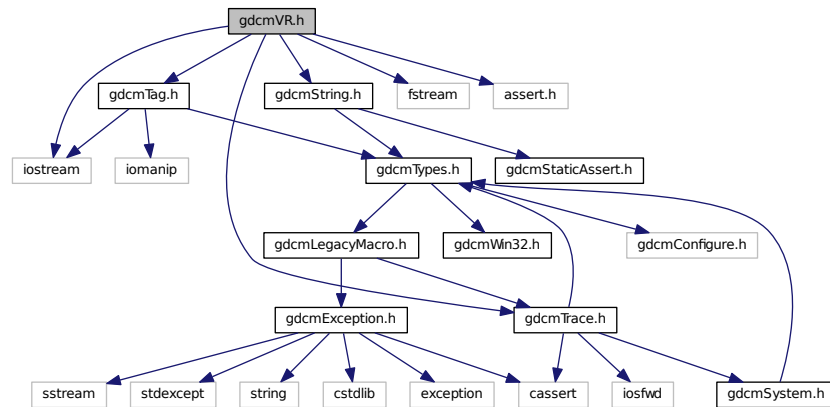 gdcmVR.h
gdcmTag.h
gdcmString.h
fstream
assert.h
iostream
iomanip
gdcmTypes.h
gdcmStaticAssert.h
gdcmLegacyMacro.h
gdcmWin32.h
gdcmConfigure.h
gdcmException.h
gdcmTrace.h
sstream
stdexcept
string
cstdlib
exception
cassert
iosfwd
gdcmSystem.h